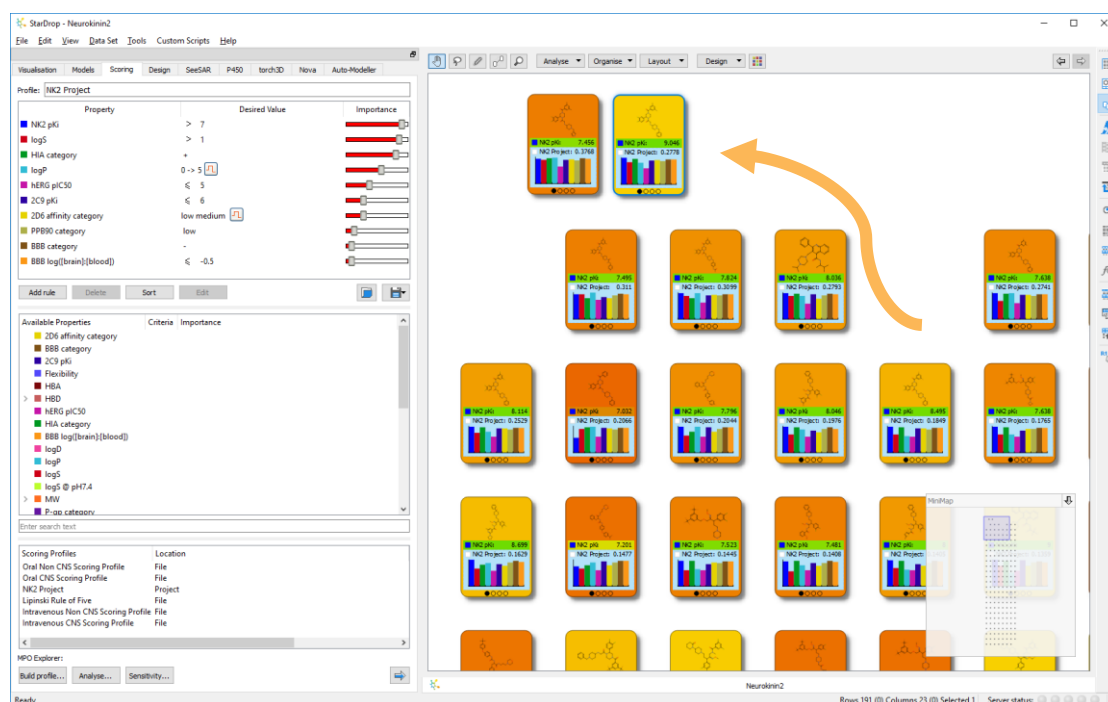 StarDrop - Neurokinin2
File Edit View Data Set Tools Custom Scripts Help
Visualisation Models Scoring Design SeeSAR P450 torch3D Nova Auto-Modeller
Analyse Organise Layout Design
Profile: NK2 Project
Property Desired Value Importance
NK2 pKi > 7
logS > 1
HIA category +
logP 0 -> 5
hERG pIC50 ≤ 5
2C9 pKi ≤ 6
2D6 affinity category low medium
PPB90 category low
BBB category -
BBB log([brain]:[blood]) ≤ -0.5
Add rule Delete Sort Edit
Available Properties Criteria Importance
2D6 affinity category
BBB category
2C9 pKi
Flexibility
HBA
HBD
hERG pIC50
HIA category
BBB log([brain]:[blood])
logD
logP
logS
logS @ pH7.4
MW
P-gp category
Enter search text
Scoring Profiles Location
Oral Non CNS Scoring Profile File
Oral CNS Scoring Profile File
NK2 Project Project
Lipinski Rule of Five File
Intravenous Non CNS Scoring Profile File
Intravenous CNS Scoring Profile File
MPO Explorer:
Build profile... Analyse... Sensitivity...
Ready
NK2 pKi 7.456 NK2 pKi 9.046
NK2 Project: 0.3768 NK2 Project: 0.2778
NK2 pKi 7.495 NK2 pKi 7.824 NK2 pKi 8.036 NK2 pKi 7.638
NK2 Project: 0.311 NK2 Project: 0.3099 NK2 Project: 0.2793 NK2 Project: 0.2741
NK2 pKi 8.114 NK2 pKi 7.032 NK2 pKi 7.796 NK2 pKi 8.046 NK2 pKi 8.495 NK2 pKi 7.638
NK2 Project: 0.2529 NK2 Project: 0.2066 NK2 Project: 0.2044 NK2 Project: 0.1976 NK2 Project: 0.1849 NK2 Project: 0.1765
MiniMap
NK2 pKi 8.699 NK2 pKi 7.201 NK2 pKi 7.523 NK2 pKi 7.481
NK2 Project: 0.1629 NK2 Project: 0.1477 NK2 Project: 0.1445 NK2 Project: 0.1408
Neurokinin2
Rows 191 (0) Columns 23 (0) Selected 1 Server status: